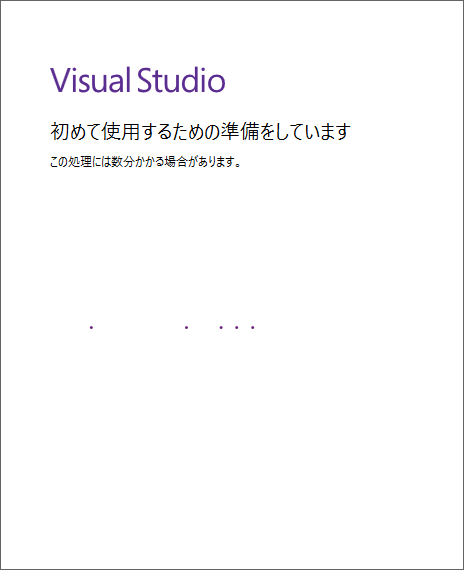 Visual Studio
初めて使用するための準備をしています
この処理には数分かかる場合があります。